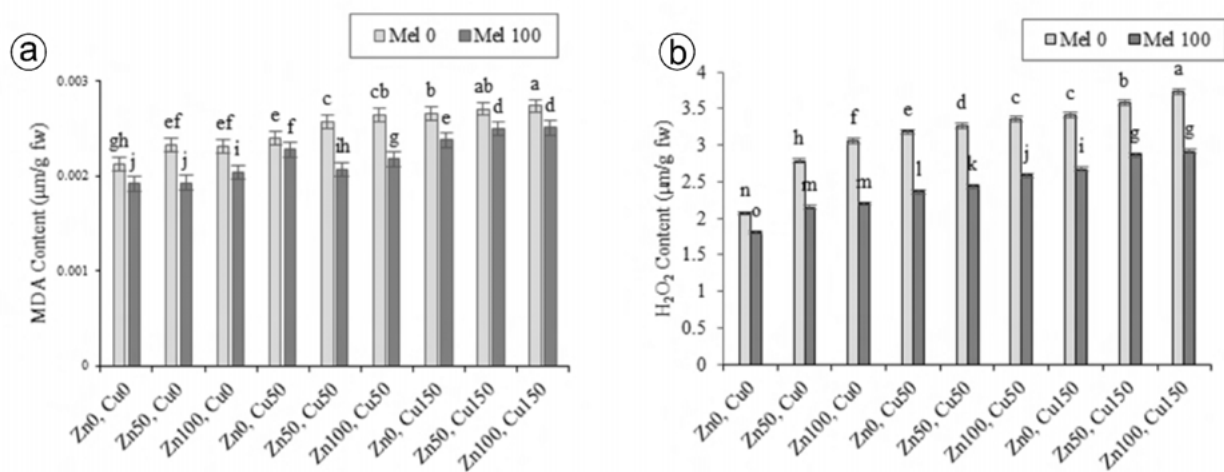 a
Mel 0 Mel 100
MDA Content (µm/g fw)
0.003
0.002
0.001
0
gh j ef j ef i e f c ih cb g b e ab d a d
Zn0, Cu0
Zn50, Cu0
Zn100, Cu0
Zn0, Cu50
Zn50, Cu50
Zn100, Cu50
Zn0, Cu150
Zn50, Cu150
Zn100, Cu150
b
Mel 0 Mel 100
H₂O₂ Content (µm/g fw)
4
3.5
3
2.5
2
1.5
1
0.5
0
n o h m f m e l d k c j c i b g a g
Zn0, Cu0
Zn50, Cu0
Zn100, Cu0
Zn0, Cu50
Zn50, Cu50
Zn100, Cu50
Zn0, Cu150
Zn50, Cu150
Zn100, Cu150